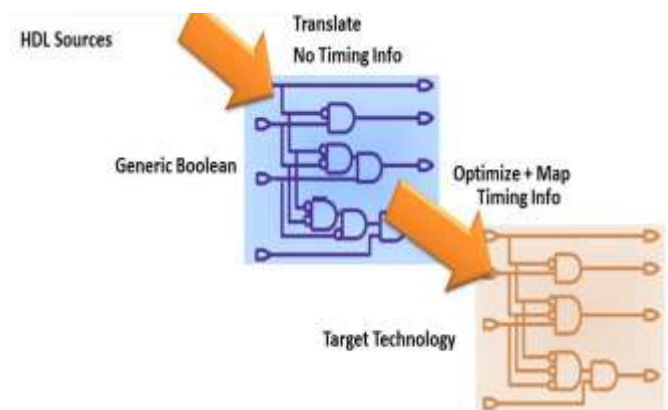 HDL Sources
Translate
No Timing Info
Generic Boolean
Optimize + Map
Timing Info
Target Technology